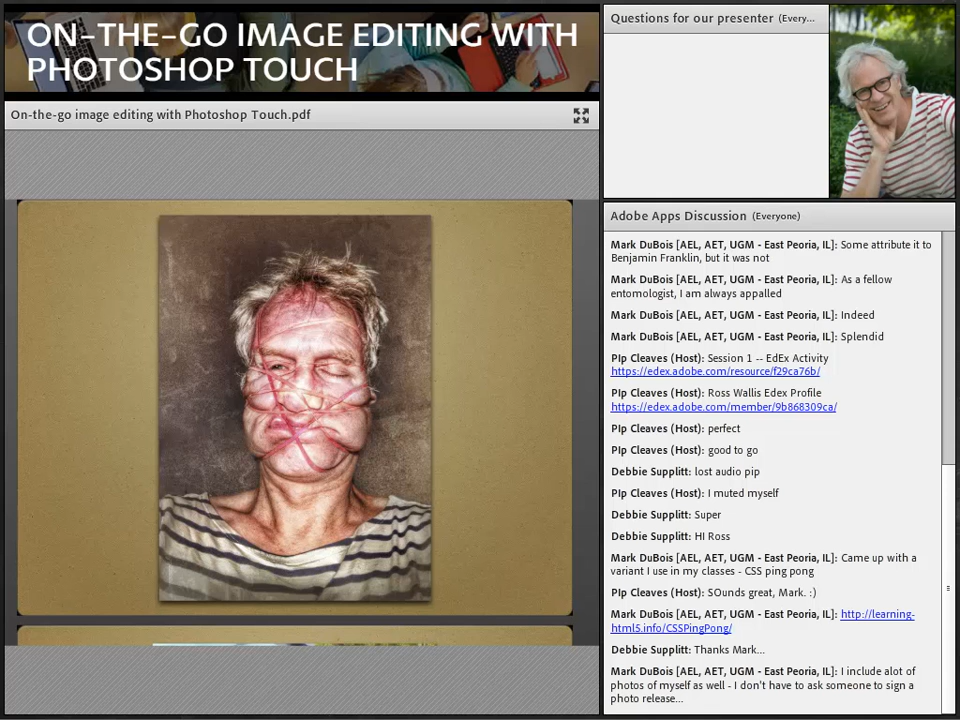 ON-THE-GO IMAGE EDITING WITH
PHOTOSHOP TOUCH
On-the-go image editing with Photoshop Touch.pdf
Questions for our presenter (Every...
Adobe Apps Discussion (Everyone)
Mark DuBois [AEL, AET, UGM - East Peoria, IL]: Some attribute it to
Benjamin Franklin, but it was not
Mark DuBois [AEL, AET, UGM - East Peoria, IL]: As a fellow
entomologist, I am always appalled
Mark DuBois [AEL, AET, UGM - East Peoria, IL]: Indeed
Mark DuBois [AEL, AET, UGM - East Peoria, IL]: Splendid
PIp Cleaves (Host): Session 1 -- EdEx Activity
https://edex.adobe.com/resource/f29ca76b/
PIp Cleaves (Host): Ross Wallis Edex Profile
https://edex.adobe.com/member/9b868309ca/
PIp Cleaves (Host): perfect
PIp Cleaves (Host): good to go
Debbie Supplitt: lost audio pip
PIp Cleaves (Host): I muted myself
Debbie Supplitt: Super
Debbie Supplitt: HI Ross
Mark DuBois [AEL, AET, UGM - East Peoria, IL]: Came up with a
variant I use in my classes - CSS ping pong
PIp Cleaves (Host): SOunds great, Mark. :)
Mark DuBois [AEL, AET, UGM - East Peoria, IL]: http://learning-
html5.info/CSSPingPong/
Debbie Supplitt: Thanks Mark...
Mark DuBois [AEL, AET, UGM - East Peoria, IL]: I include alot of
photos of myself as well - I don't have to ask someone to sign a
photo release...